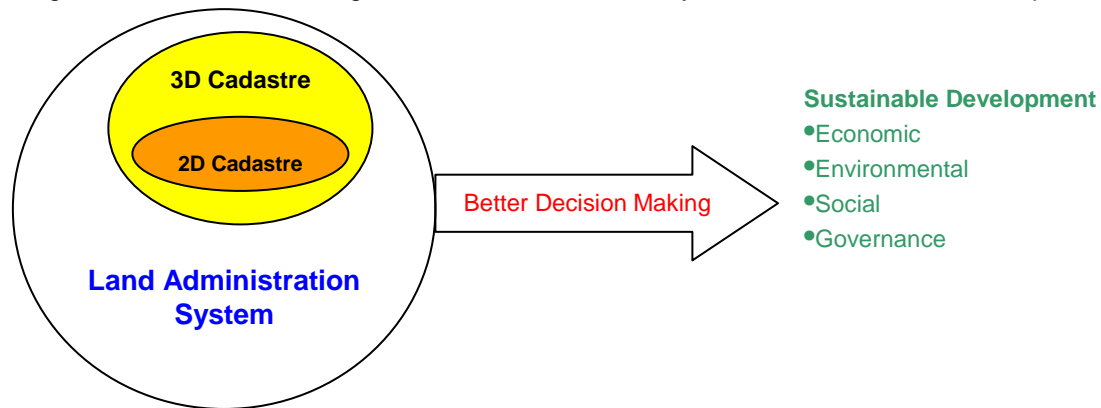 3D Cadastre
2D Cadastre
Land Administration
System
Better Decision Making
Sustainable Development
•Economic
•Environmental
•Social
•Governance